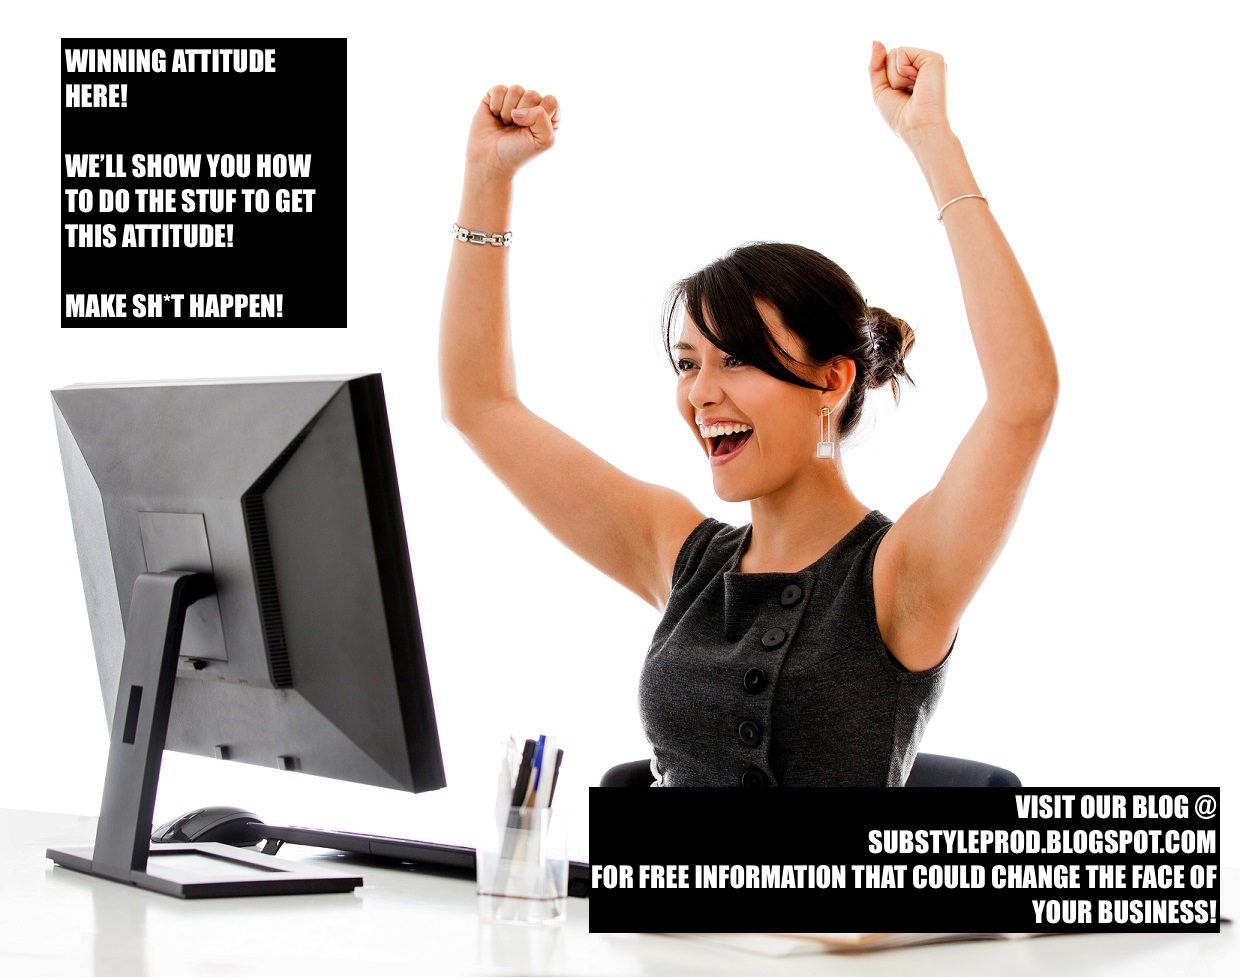 WINNING ATTITUDE
HERE!
WE'LL SHOW YOU HOW
TO DO THE STUF TO GET
THIS ATTITUDE!
MAKE SH*T HAPPEN!
VISIT OUR BLOG @
SUBSTYLEPROD.BLOGSPOT.COM
FOR FREE INFORMATION THAT COULD CHANGE THE FACE OF
YOUR BUSINESS!